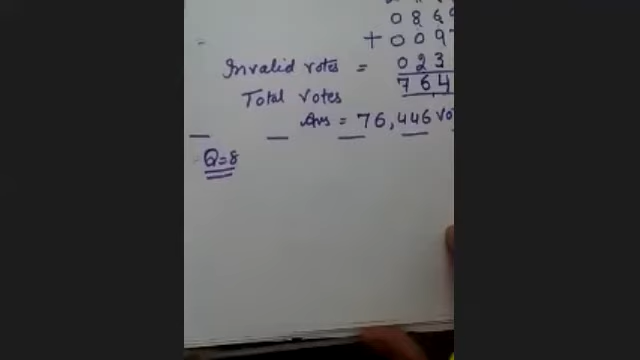 0 8 6
+ 0 0 9
Invalid votes = 0 2 3
Total votes 7 6 4
Ans = 76,446 vo
Q=8